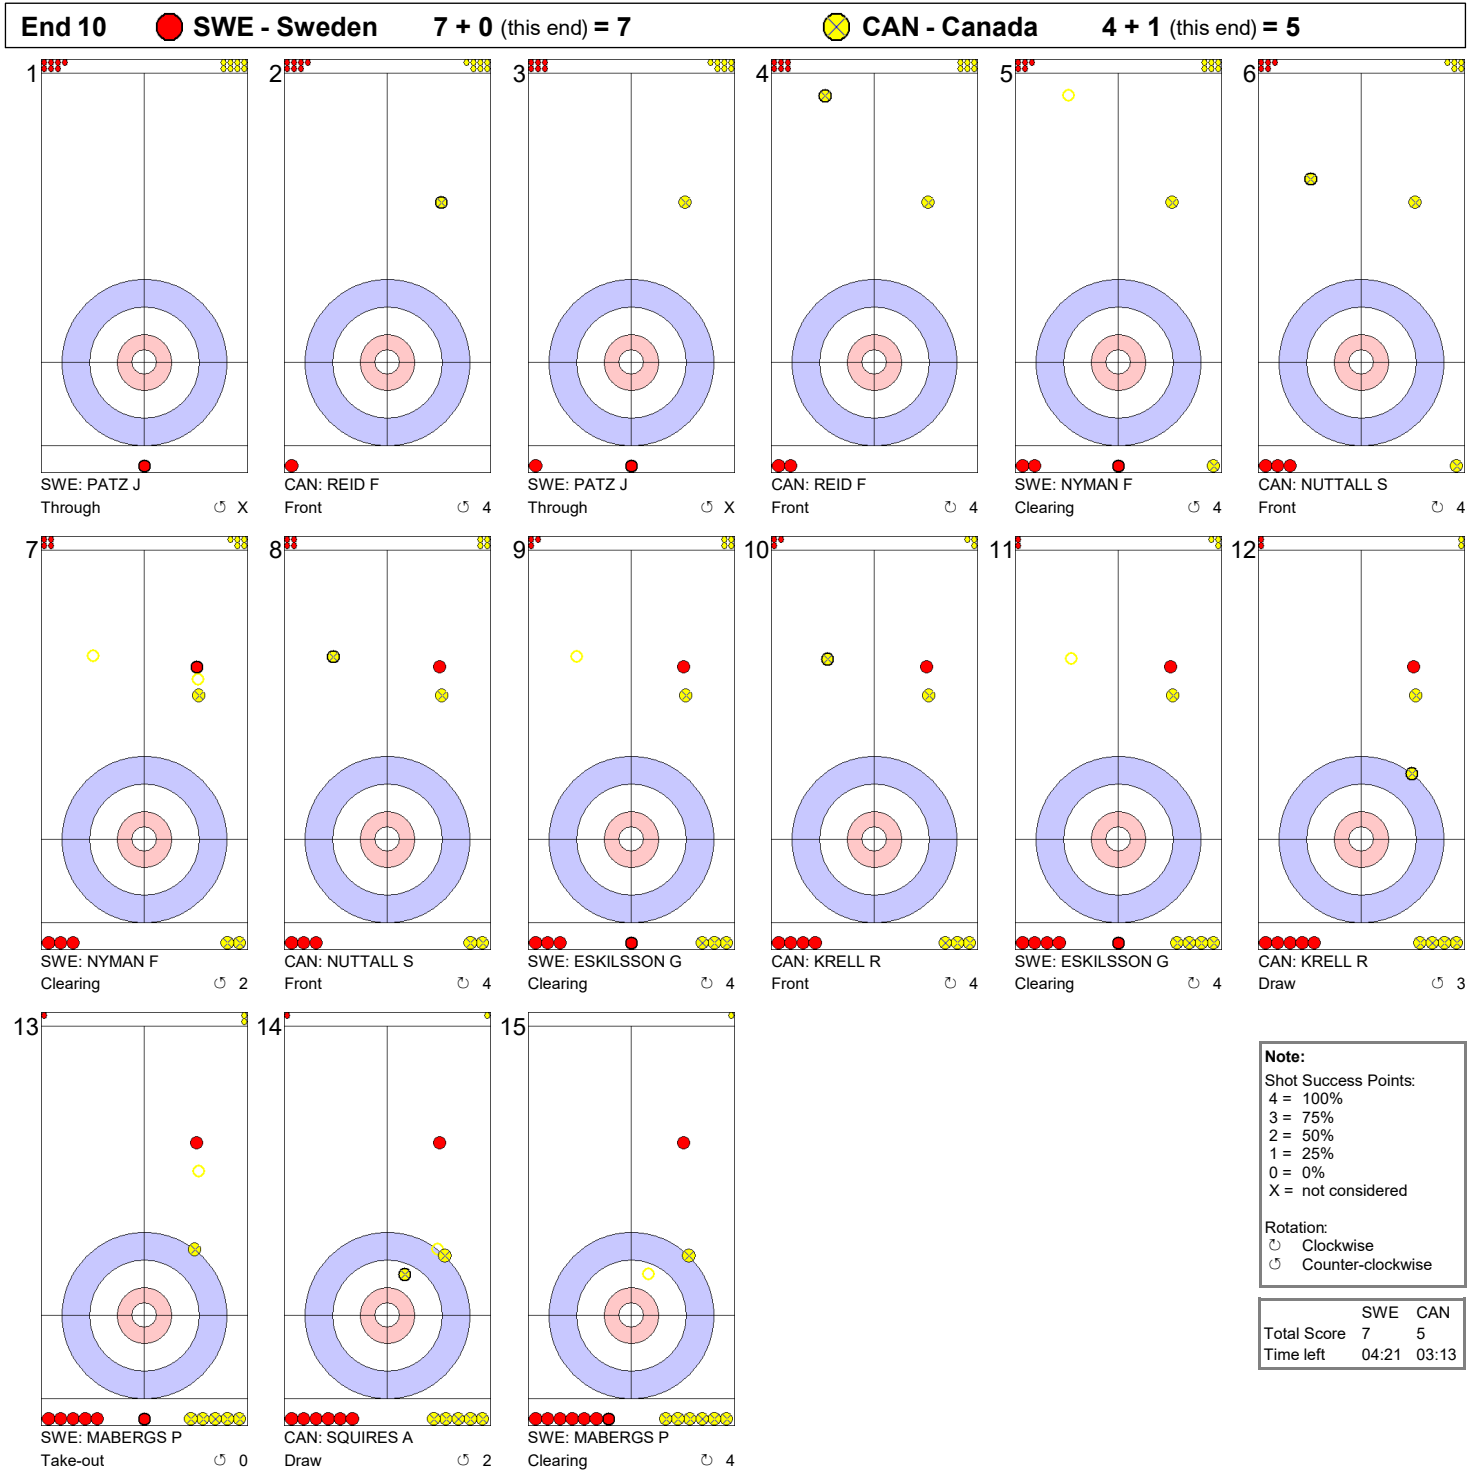 End 10 SWE - Sweden 7 + 0 (this end) = 7 CAN - Canada 4 + 1 (this end) = 5
1 2 3 4 5 6
SWE: PATZ J CAN: REID F SWE: PATZ J CAN: REID F SWE: NYMAN F CAN: NUTTALL S
Through ↺ X Front ↺ 4 Through ↺ X Front ↻ 4 Clearing ↺ 4 Front ↻ 4
7 8 9 10 11 12
SWE: NYMAN F CAN: NUTTALL S SWE: ESKILSSON G CAN: KRELL R SWE: ESKILSSON G CAN: KRELL R
Clearing ↺ 2 Front ↻ 4 Clearing ↻ 4 Front ↻ 4 Clearing ↻ 4 Draw ↺ 3
13 14 15
SWE: MABERGS P CAN: SQUIRES A SWE: MABERGS P
Take-out ↺ 0 Draw ↺ 2 Clearing ↻ 4
Note:
Shot Success Points:
4 = 100%
3 = 75%
2 = 50%
1 = 25%
0 = 0%
X = not considered
Rotation:
↻ Clockwise
↺ Counter-clockwise
SWE CAN
Total Score 7 5
Time left 04:21 03:13